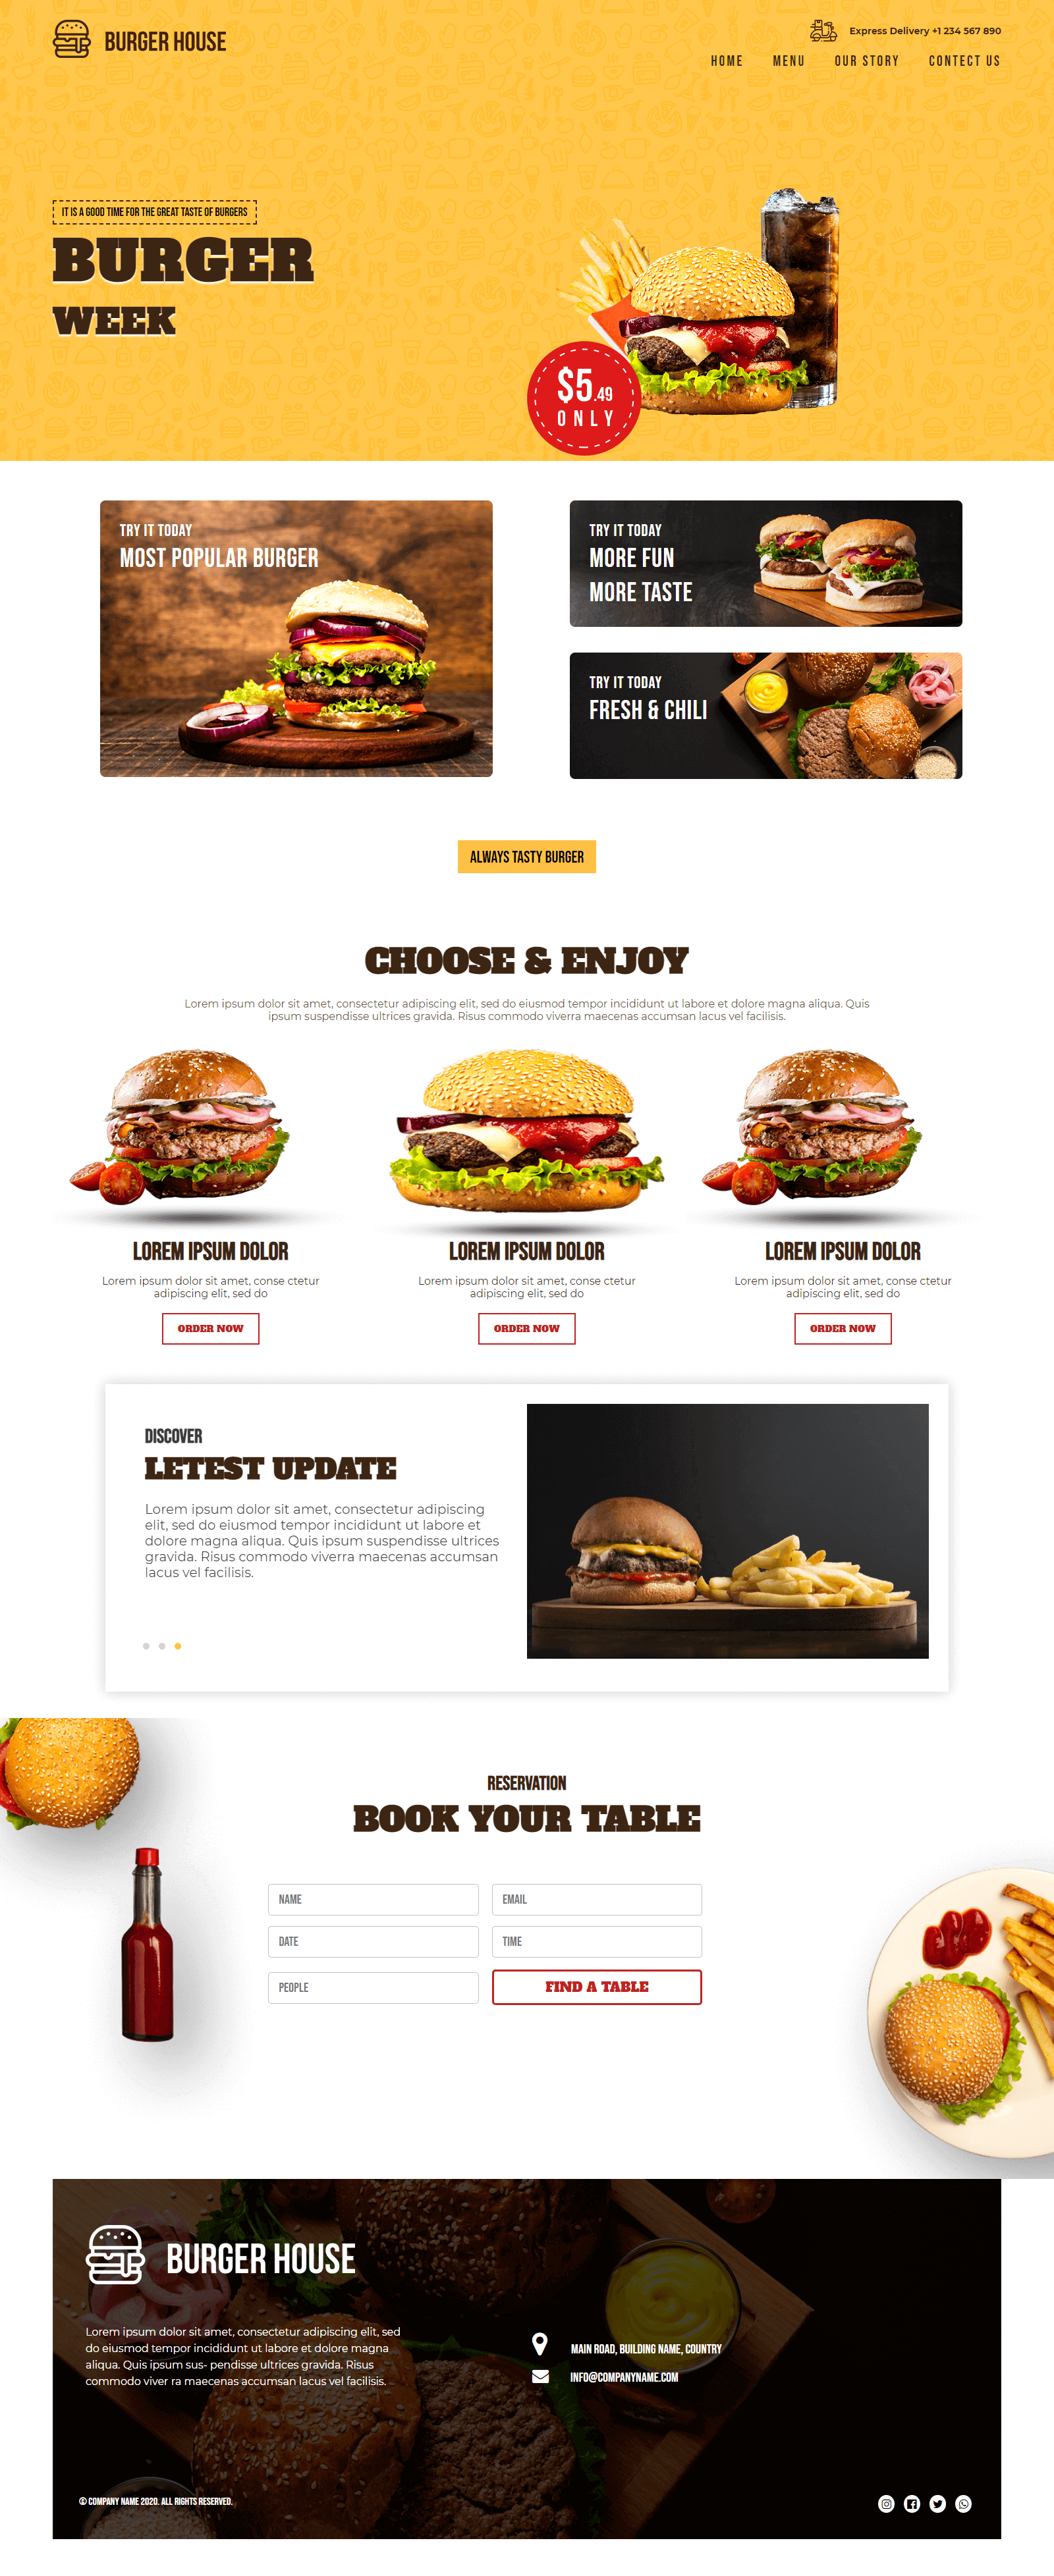 BURGER HOUSE
Express Delivery +1 234 567 890
HOME MENU OUR STORY CONTECT US
IT IS A GOOD TIME FOR THE GREAT TASTE OF BURGERS
BURGER
WEEK
$5.49
ONLY
TRY IT TODAY
MOST POPULAR BURGER
TRY IT TODAY
MORE FUN
MORE TASTE
TRY IT TODAY
FRESH & CHILI
ALWAYS TASTY BURGER
CHOOSE & ENJOY
Lorem ipsum dolor sit amet, consectetur adipiscing elit, sed do eiusmod tempor incididunt ut labore et dolore magna aliqua. Quis
ipsum suspendisse ultrices gravida. Risus commodo viverra maecenas accumsan lacus vel facilisis.
LOREM IPSUM DOLOR
Lorem ipsum dolor sit amet, conse ctetur
adipiscing elit, sed do
ORDER NOW
LOREM IPSUM DOLOR
Lorem ipsum dolor sit amet, conse ctetur
adipiscing elit, sed do
ORDER NOW
LOREM IPSUM DOLOR
Lorem ipsum dolor sit amet, conse ctetur
adipiscing elit, sed do
ORDER NOW
DISCOVER
LETEST UPDATE
Lorem ipsum dolor sit amet, consectetur adipiscing
elit, sed do eiusmod tempor incididunt ut labore et
dolore magna aliqua. Quis ipsum suspendisse ultrices
gravida. Risus commodo viverra maecenas accumsan
lacus vel facilisis.
RESERVATION
BOOK YOUR TABLE
NAME EMAIL
DATE TIME
PEOPLE FIND A TABLE
BURGER HOUSE
Lorem ipsum dolor sit amet, consectetur adipiscing elit, sed
do eiusmod tempor incididunt ut labore et dolore magna
aliqua. Quis ipsum sus- pendisse ultrices gravida. Risus
commodo viver ra maecenas accumsan lacus vel facilisis.
MAIN ROAD, BUILDING NAME, COUNTRY
INFO@COMPANYNAME.COM
© COMPANY NAME 2020. ALL RIGHTS RESERVED.